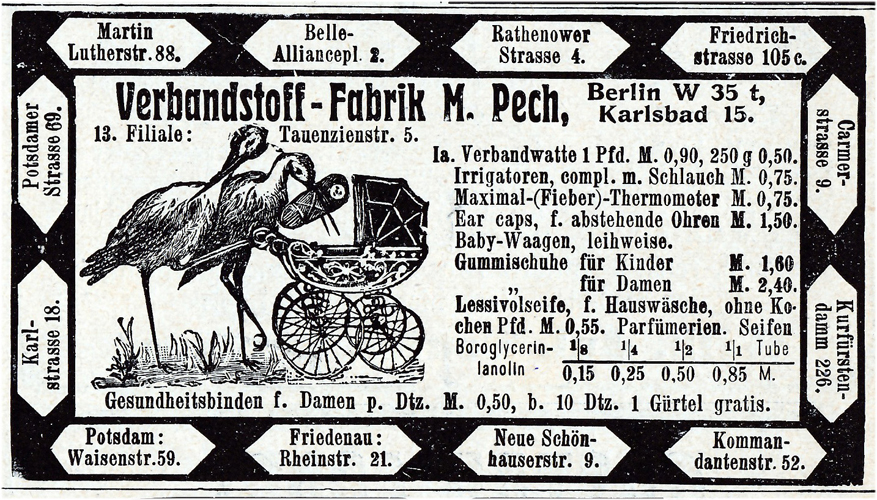 Martin
Lutherstr. 88.
Belle-
Alliancepl. 2.
Rathenower
Strasse 4.
Friedrich-
strasse 105 c.
Potsdamer
Strasse 69.
Karl-
strasse 18.
Verbandstoff-Fabrik M. Pech,
Berlin W 35 t,
Karlsbad 15.
13. Filiale: Tauenzienstr. 5.
Ia. Verbandwatte 1 Pfd. M. 0,90, 250 g 0,50.
Irrigatoren, compl. m. Schlauch M. 0,75.
Maximal-(Fieber)-Thermometer M. 0,75.
Ear caps, f. abstehende Ohren M. 1,50.
Baby-Waagen, leihweise.
Gummischuhe für Kinder M. 1,60
„ für Damen M. 2,40.
Lessivolseife, f. Hauswäsche, ohne Ko-
chen Pfd. M. 0,55. Parfümerien. Seifen
Boroglycerin- 1/8 1/4 1/2 1/1 Tube
lanolin - 0,15 0,25 0,50 0,85 M.
Gesundheitsbinden f. Damen p. Dtz. M. 0,50, b. 10 Dtz. 1 Gürtel gratis.
Carmer-
strasse 9.
Kurfürsten-
damm 226.
Potsdam:
Waisenstr. 59.
Friedenau:
Rheinstr. 21.
Neue Schön-
hauserstr. 9.
Komman-
dantenstr. 52.